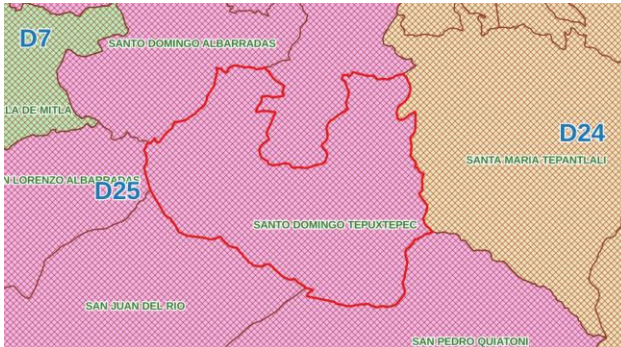 D7
SANTO DOMINGO ALBARRADAS
LA DE MITLA
D24
SANTA MARIA TEPANTLALI
N LORENZO ALBARRADAS
D25
SANTO DOMINGO TEPUXTEPEC
SAN JUAN DEL RIO
SAN PEDRO QUIATONI